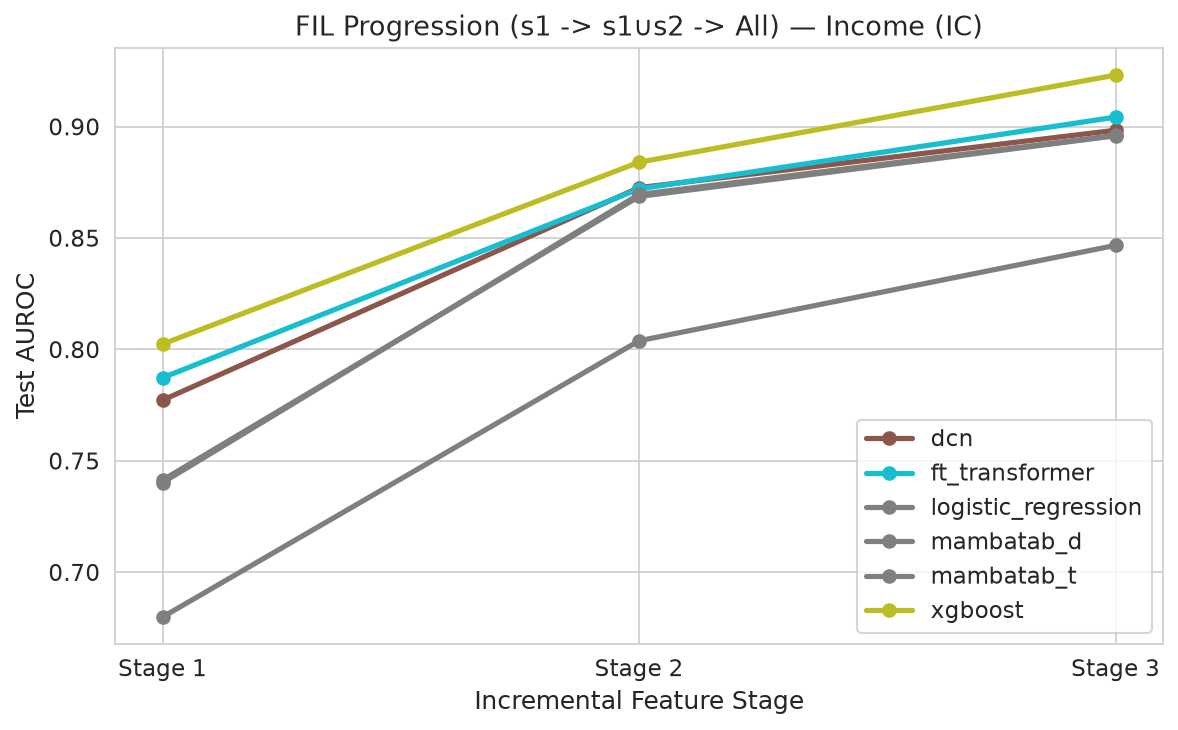 FIL Progression (s1 -> s1∪s2 -> All) — Income (IC)
0.90
0.85
0.80
0.75
0.70
Test AUROC
dcn
ft_transformer
logistic_regression
mambatab_d
mambatab_t
xgboost
Stage 1
Stage 2
Stage 3
Incremental Feature Stage